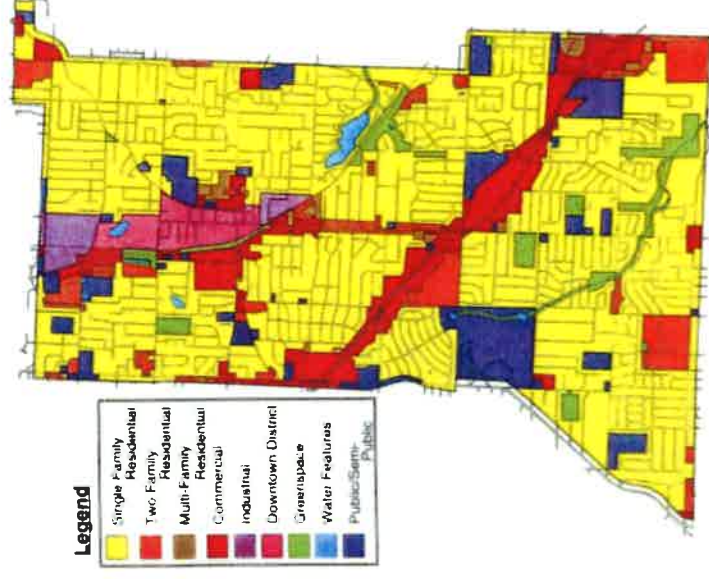 Legend
Single Family
Residential
Two Family
Residential
Multi-Family
Residential
Commercial
Industrial
Downtown District
Greenspace
Water Features
Public/Semi-
Public